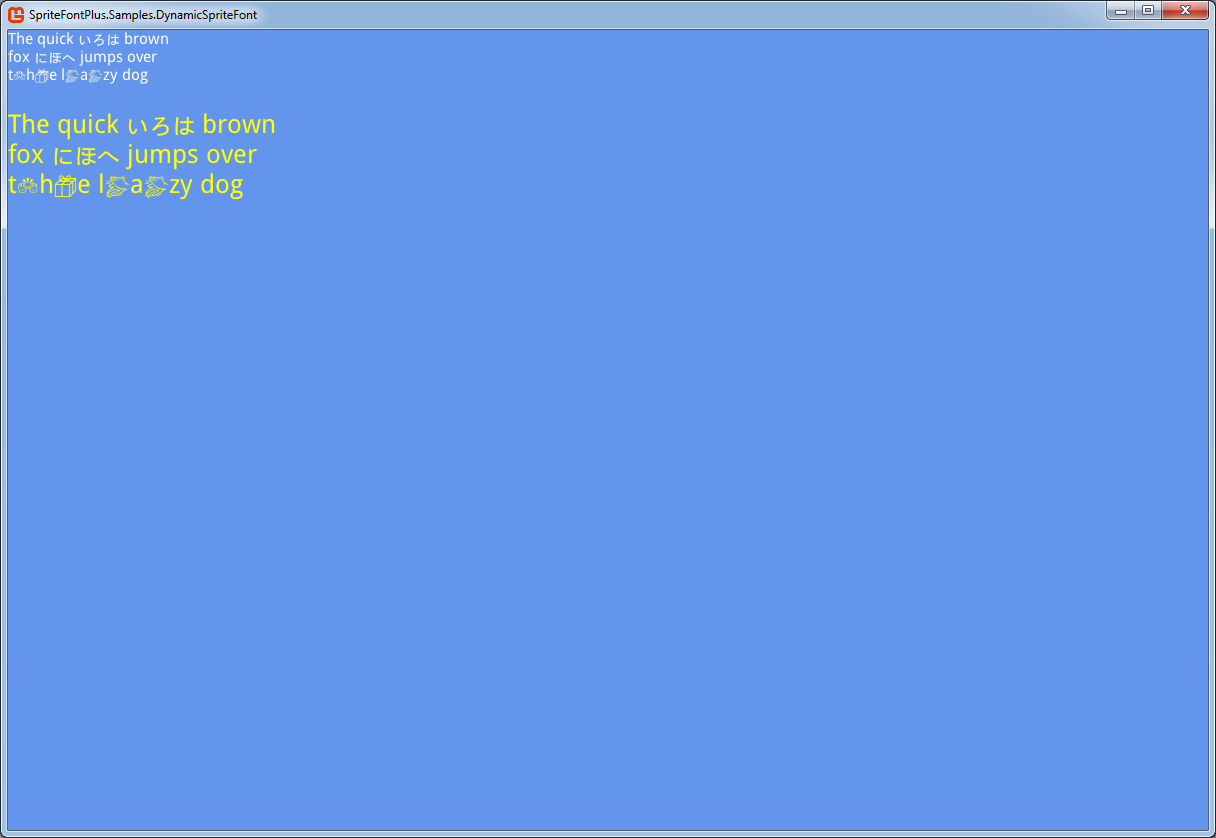 SpriteFontPlus.Samples.DynamicSpriteFont
The quick いろは brown
fox にほへ jumps over
t🙌h🎁e l👏a👏zy dog
The quick いろは brown
fox にほへ jumps over
t🙌h🎁e l👏a👏zy dog